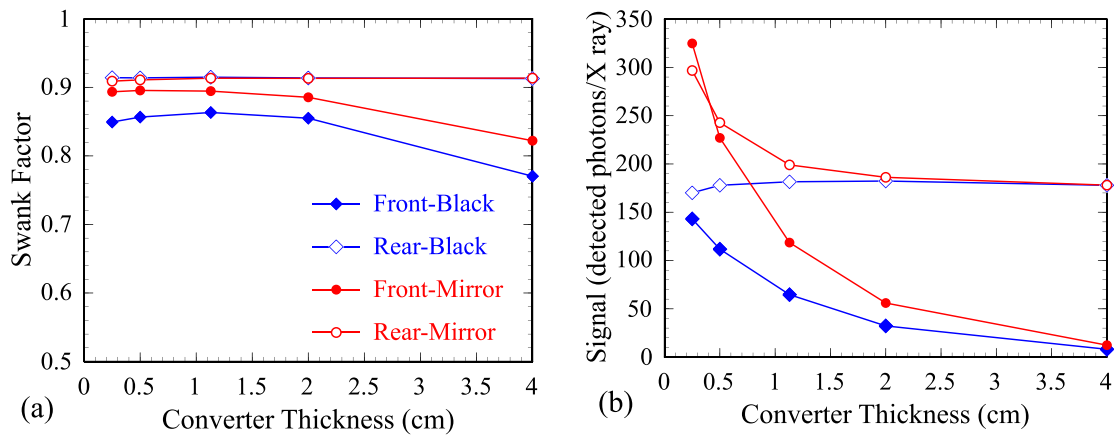 1
0.9
0.8
0.7
0.6
0.5
Swank Factor
Front-Black
Rear-Black
Front-Mirror
Rear-Mirror
0 0.5 1 1.5 2 2.5 3 3.5 4
Converter Thickness (cm)
(a)
350
300
250
200
150
100
50
0
Signal (detected photons/X ray)
0 0.5 1 1.5 2 2.5 3 3.5 4
Converter Thickness (cm)
(b)